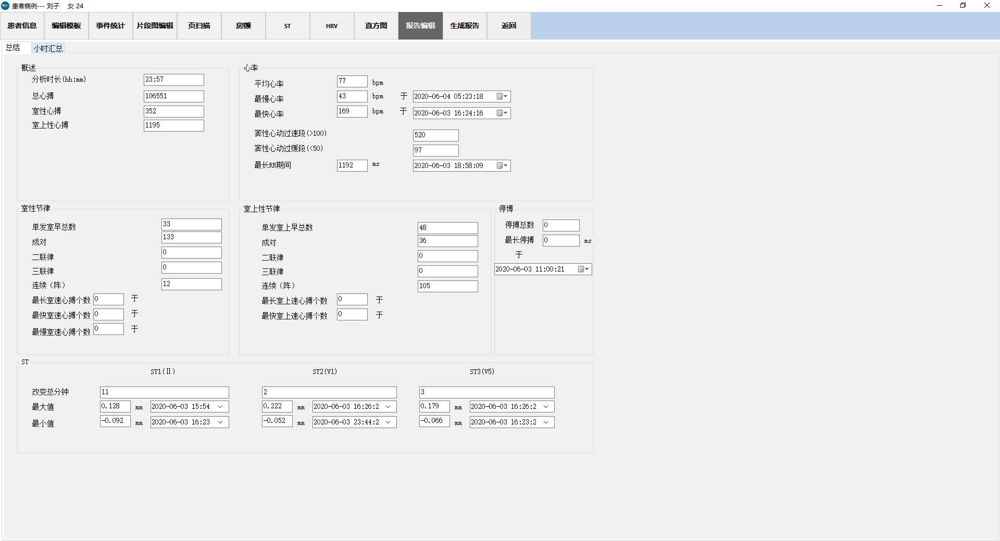 患者病例--- 刘子 女 24
患者信息 编辑模板 事件统计 片段图编辑 页扫描 房颤 ST HRV 直方图 报告编辑 生成报告 返回
总结 小时汇总
概述
分析时长(hh:mm) 23:57
总心搏 106551
室性心搏 352
室上性心搏 1195
心率
平均心率 77 bpm
最慢心率 43 bpm 于 2020-06-04 05:23:18
最快心率 169 bpm 于 2020-06-03 16:24:16
窦性心动过速段(>100) 520
窦性心动过缓段(<50) 97
最长RR期间 1192 ms 2020-06-03 18:58:09
室性节律
单发室早总数 33
成对 133
二联律 0
三联律 0
连续（阵） 12
最长室速心搏个数 0 于
最快室速心搏个数 0 于
最慢室速心搏个数 0 于
室上性节律
单发室上早总数 48
成对 36
二联律 0
三联律 0
连续（阵） 105
最长室上速心搏个数 0 于
最快室上速心搏个数 0 于
停博
停搏总数 0
最长停搏 0 ms
于
2020-06-03 11:00:21
ST
ST1(Ⅱ) ST2(V1) ST3(V5)
改变总分钟 11 2 3
最大值 0.128 mm 2020-06-03 15:54 0.222 mm 2020-06-03 16:26:2 0.179 mm 2020-06-03 16:26:2
最小值 -0.092 mm 2020-06-03 16:23 -0.052 mm 2020-06-03 23:44:2 -0.066 mm 2020-06-03 16:23:2